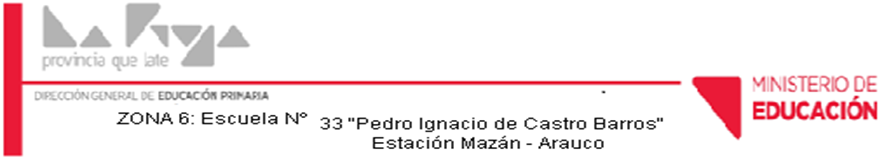 La Rioja
provincia que late
DIRECCIÓN GENERAL DE EDUCACIÓN PRIMARIA
MINISTERIO DE
EDUCACIÓN
ZONA 6: Escuela Nº 33 "Pedro Ignacio de Castro Barros"
Estación Mazán - Arauco